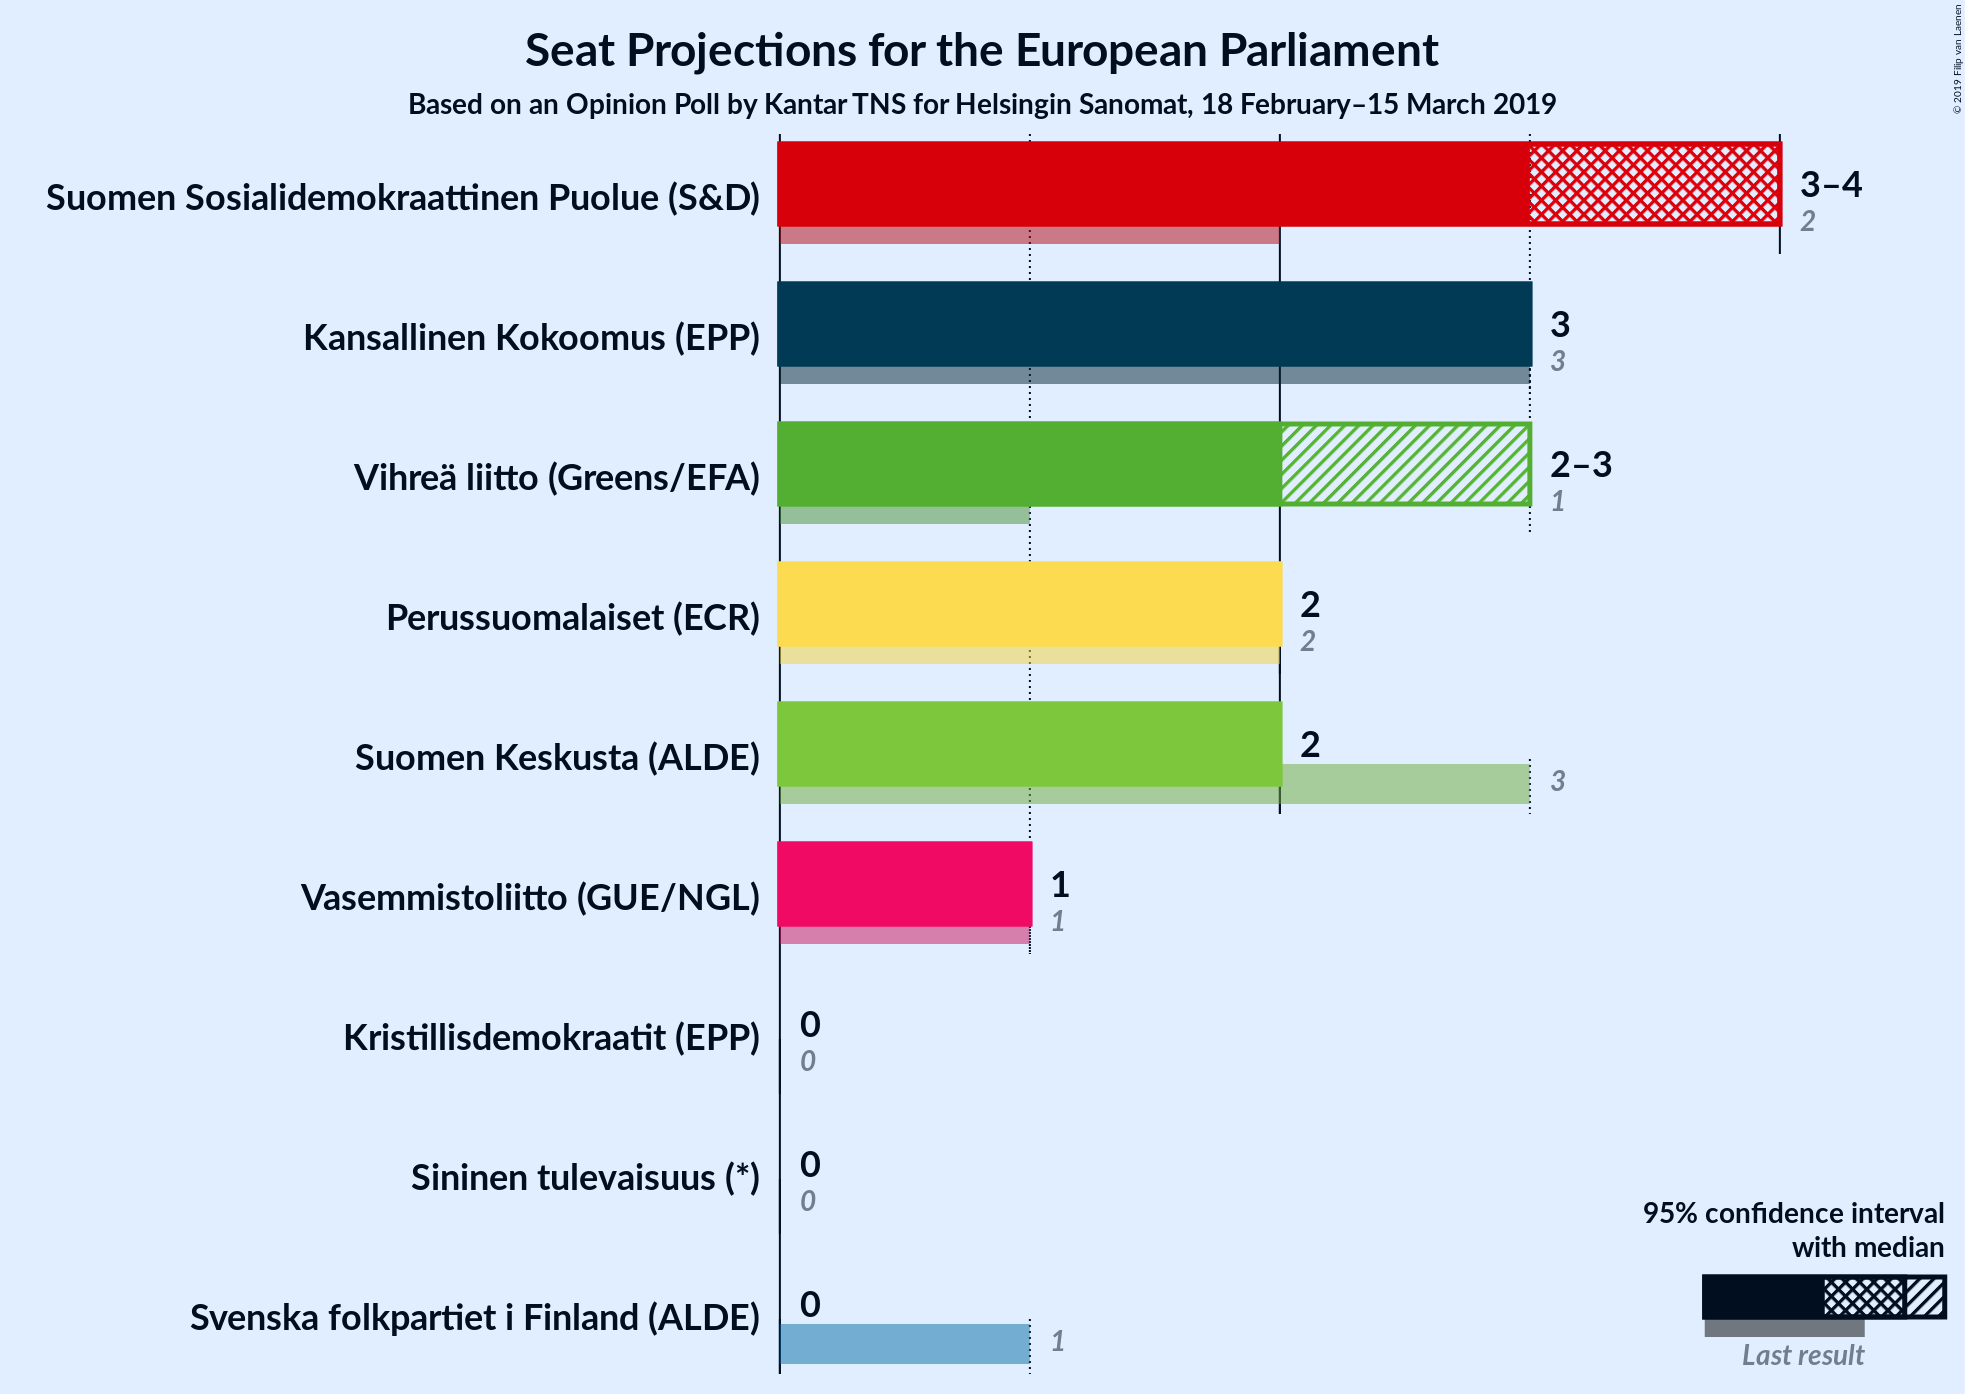 Seat Projections for the European Parliament
Based on an Opinion Poll by Kantar TNS for Helsingin Sanomat, 18 February–15 March 2019
© 2019 Filip van Laenen
Suomen Sosialidemokraattinen Puolue (S&D)
3–4
2
Kansallinen Kokoomus (EPP)
3
3
Vihreä liitto (Greens/EFA)
2–3
1
Perussuomalaiset (ECR)
2
2
Suomen Keskusta (ALDE)
2
3
Vasemmistoliitto (GUE/NGL)
1
1
Kristillisdemokraatit (EPP)
0
0
Sininen tulevaisuus (*)
0
0
Svenska folkpartiet i Finland (ALDE)
0
1
95% confidence interval
with median
Last result